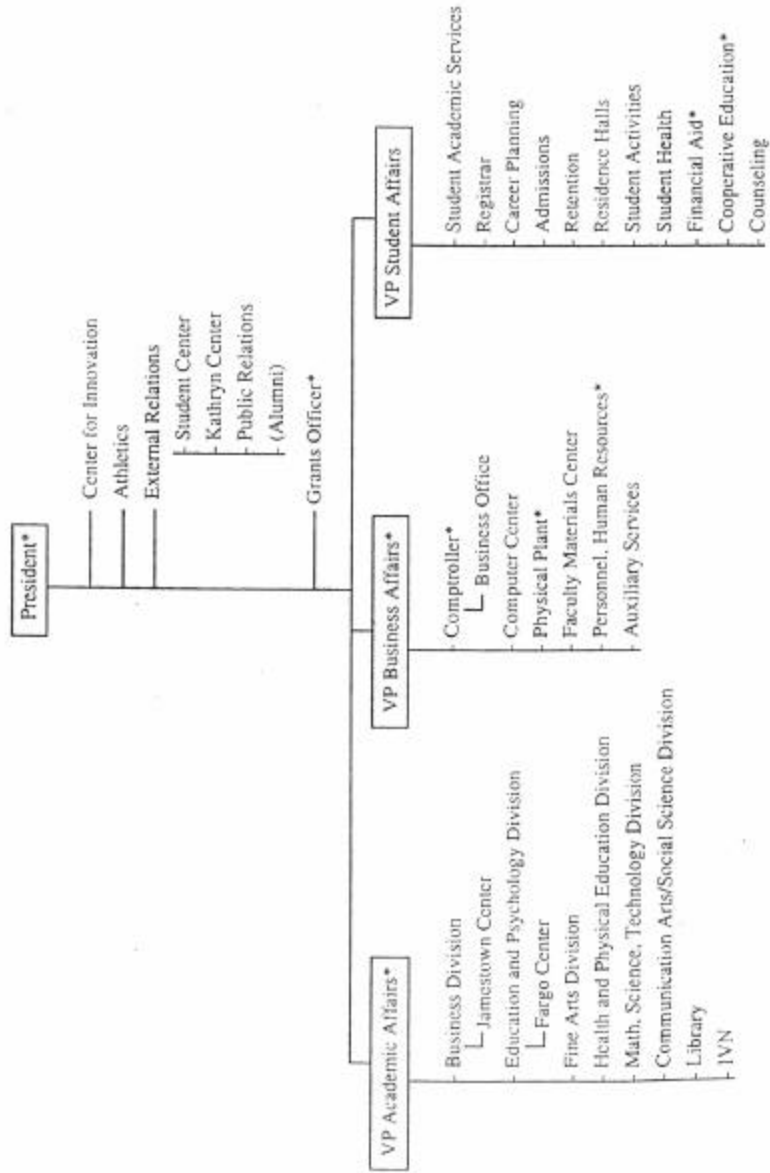 President*
Center for Innovation
Athletics
External Relations
Student Center
Kathryn Center
Public Relations
(Alumni)
Grants Officer*
VP Academic Affairs*
Business Division
Jamestown Center
Education and Psychology Division
Fargo Center
Fine Arts Division
Health and Physical Education Division
Math, Science, Technology Division
Communication Arts/Social Science Division
Library
IVN
VP Business Affairs*
Comptroller*
Business Office
Computer Center
Physical Plant*
Faculty Materials Center
Personnel, Human Resources*
Auxiliary Services
VP Student Affairs
Student Academic Services
Registrar
Career Planning
Admissions
Retention
Residence Halls
Student Activities
Student Health
Financial Aid*
Cooperative Education*
Counseling